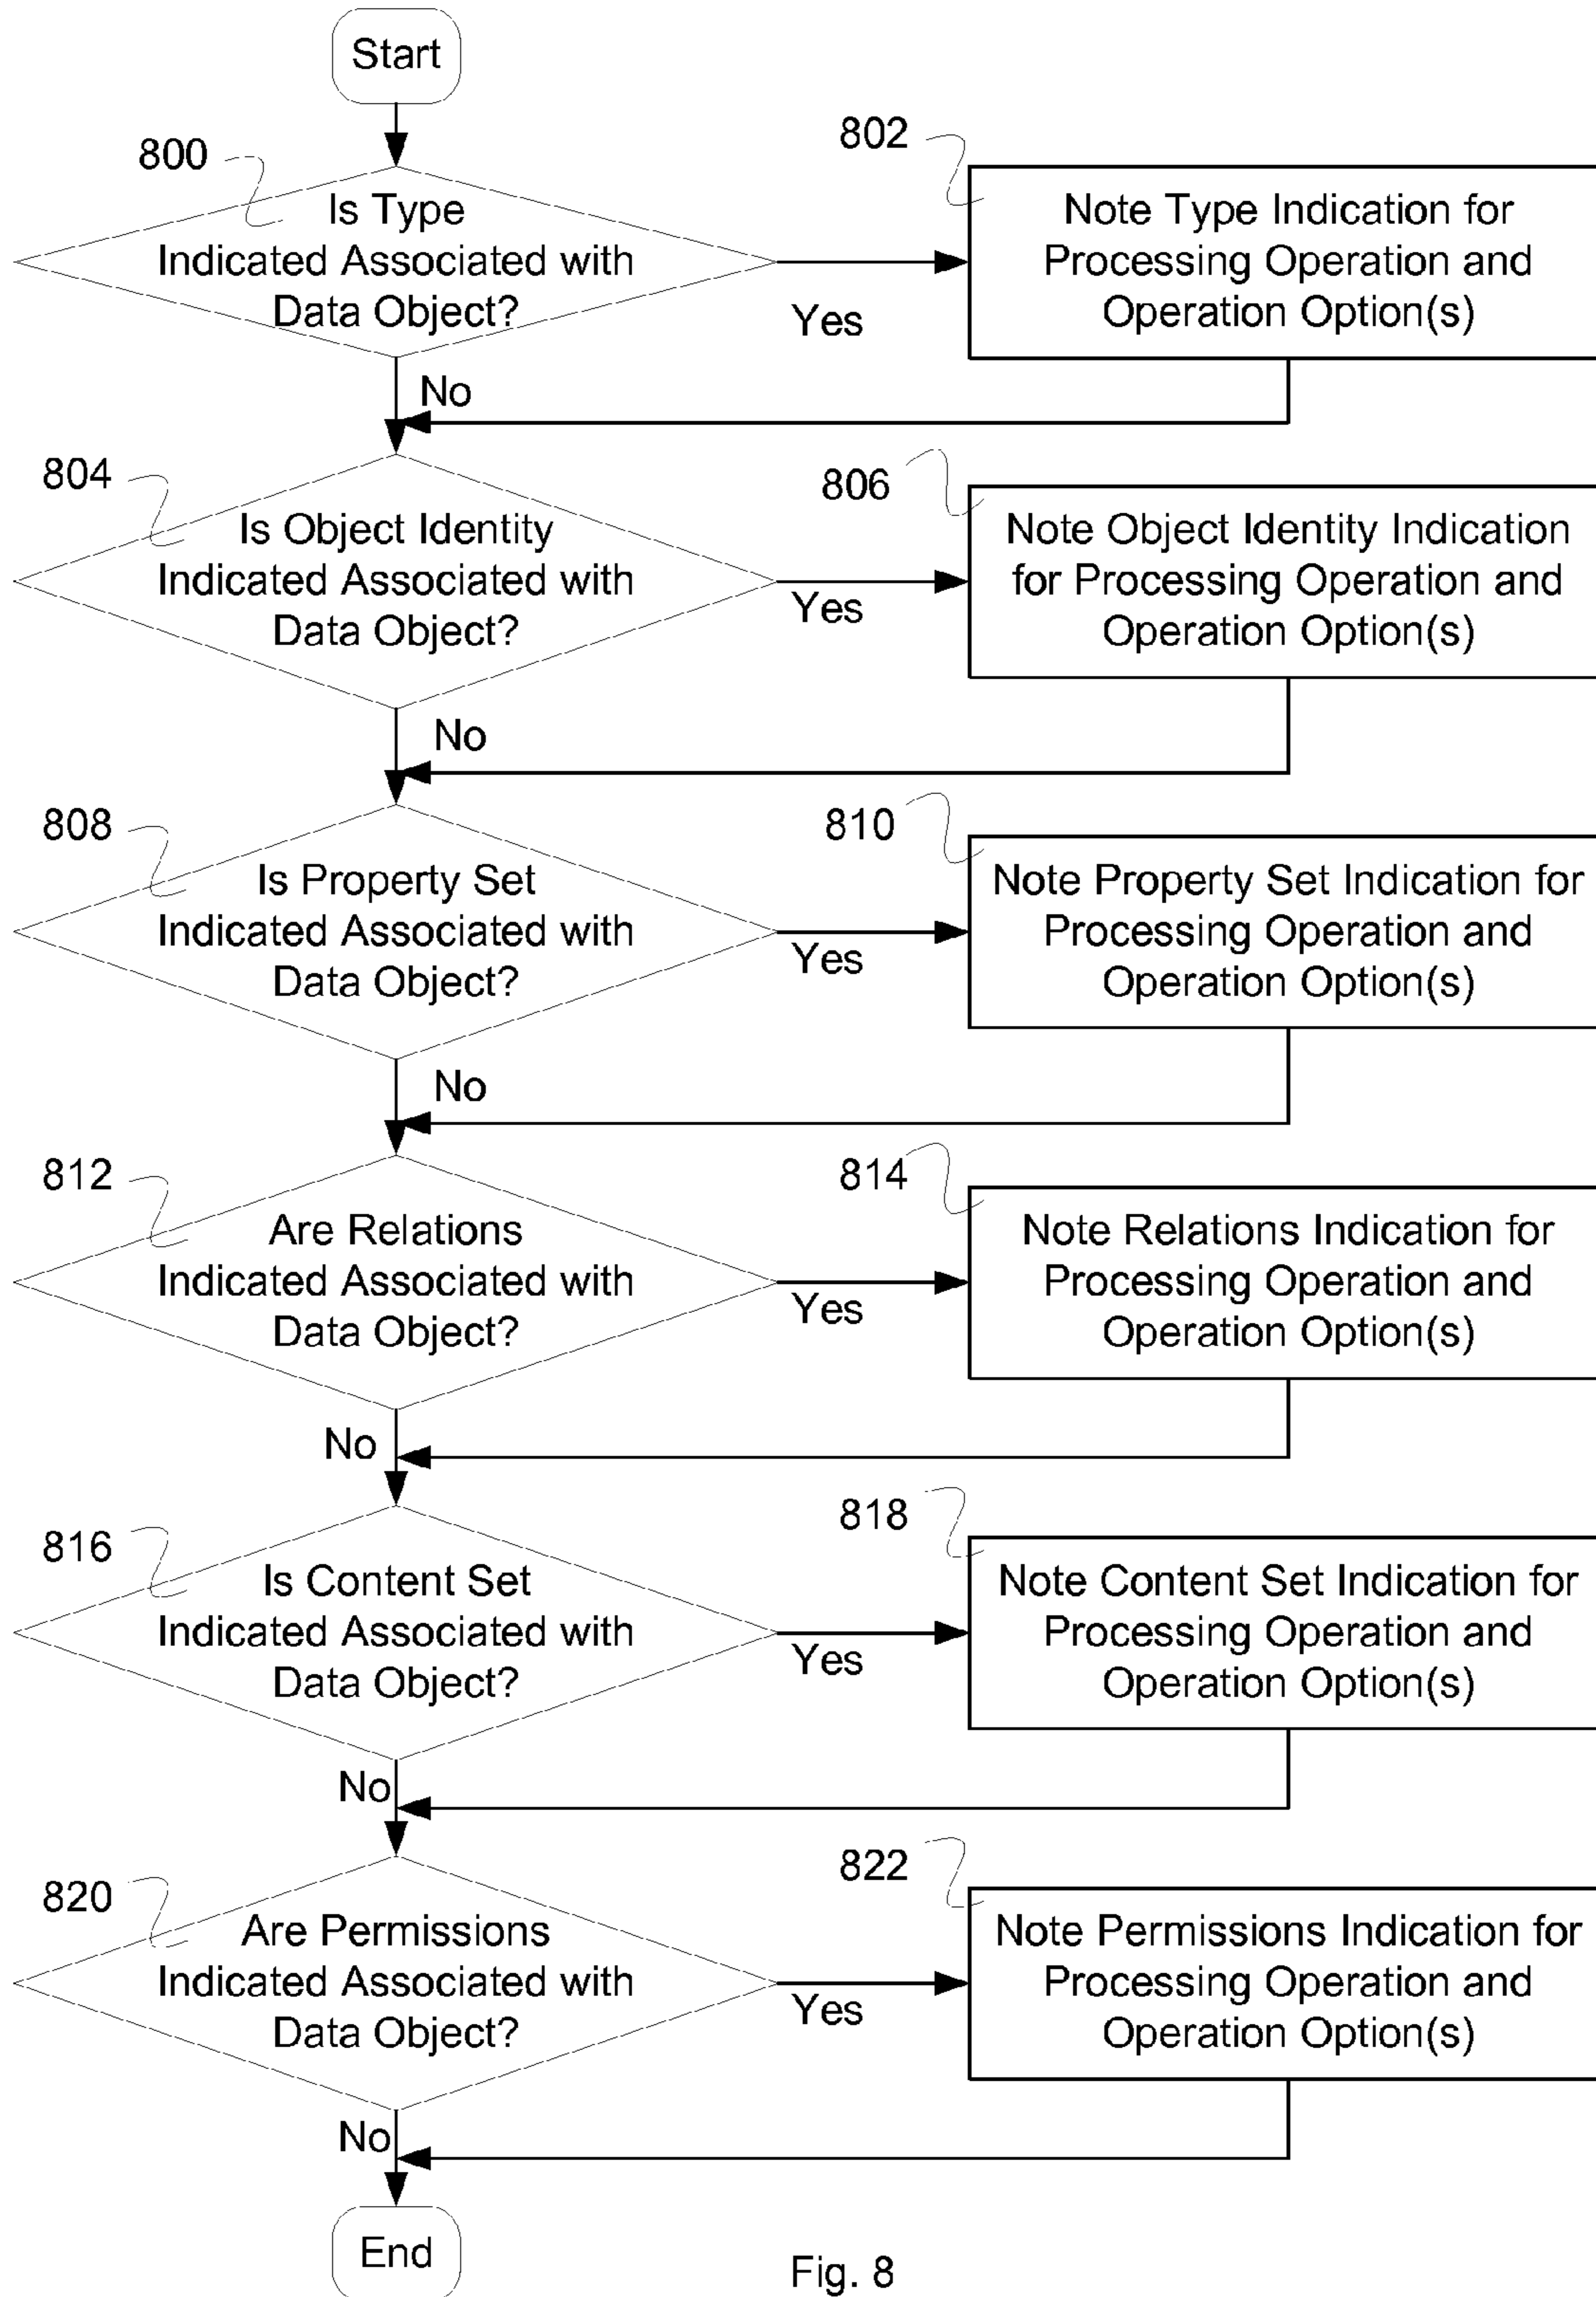 Start
800
Is Type
Indicated Associated with
Data Object?
Yes
802
Note Type Indication for
Processing Operation and
Operation Option(s)
No
804
Is Object Identity
Indicated Associated with
Data Object?
Yes
806
Note Object Identity Indication
for Processing Operation and
Operation Option(s)
No
808
Is Property Set
Indicated Associated with
Data Object?
Yes
810
Note Property Set Indication for
Processing Operation and
Operation Option(s)
No
812
Are Relations
Indicated Associated with
Data Object?
Yes
814
Note Relations Indication for
Processing Operation and
Operation Option(s)
No
816
Is Content Set
Indicated Associated with
Data Object?
Yes
818
Note Content Set Indication for
Processing Operation and
Operation Option(s)
No
820
Are Permissions
Indicated Associated with
Data Object?
Yes
822
Note Permissions Indication for
Processing Operation and
Operation Option(s)
No
End
Fig. 8